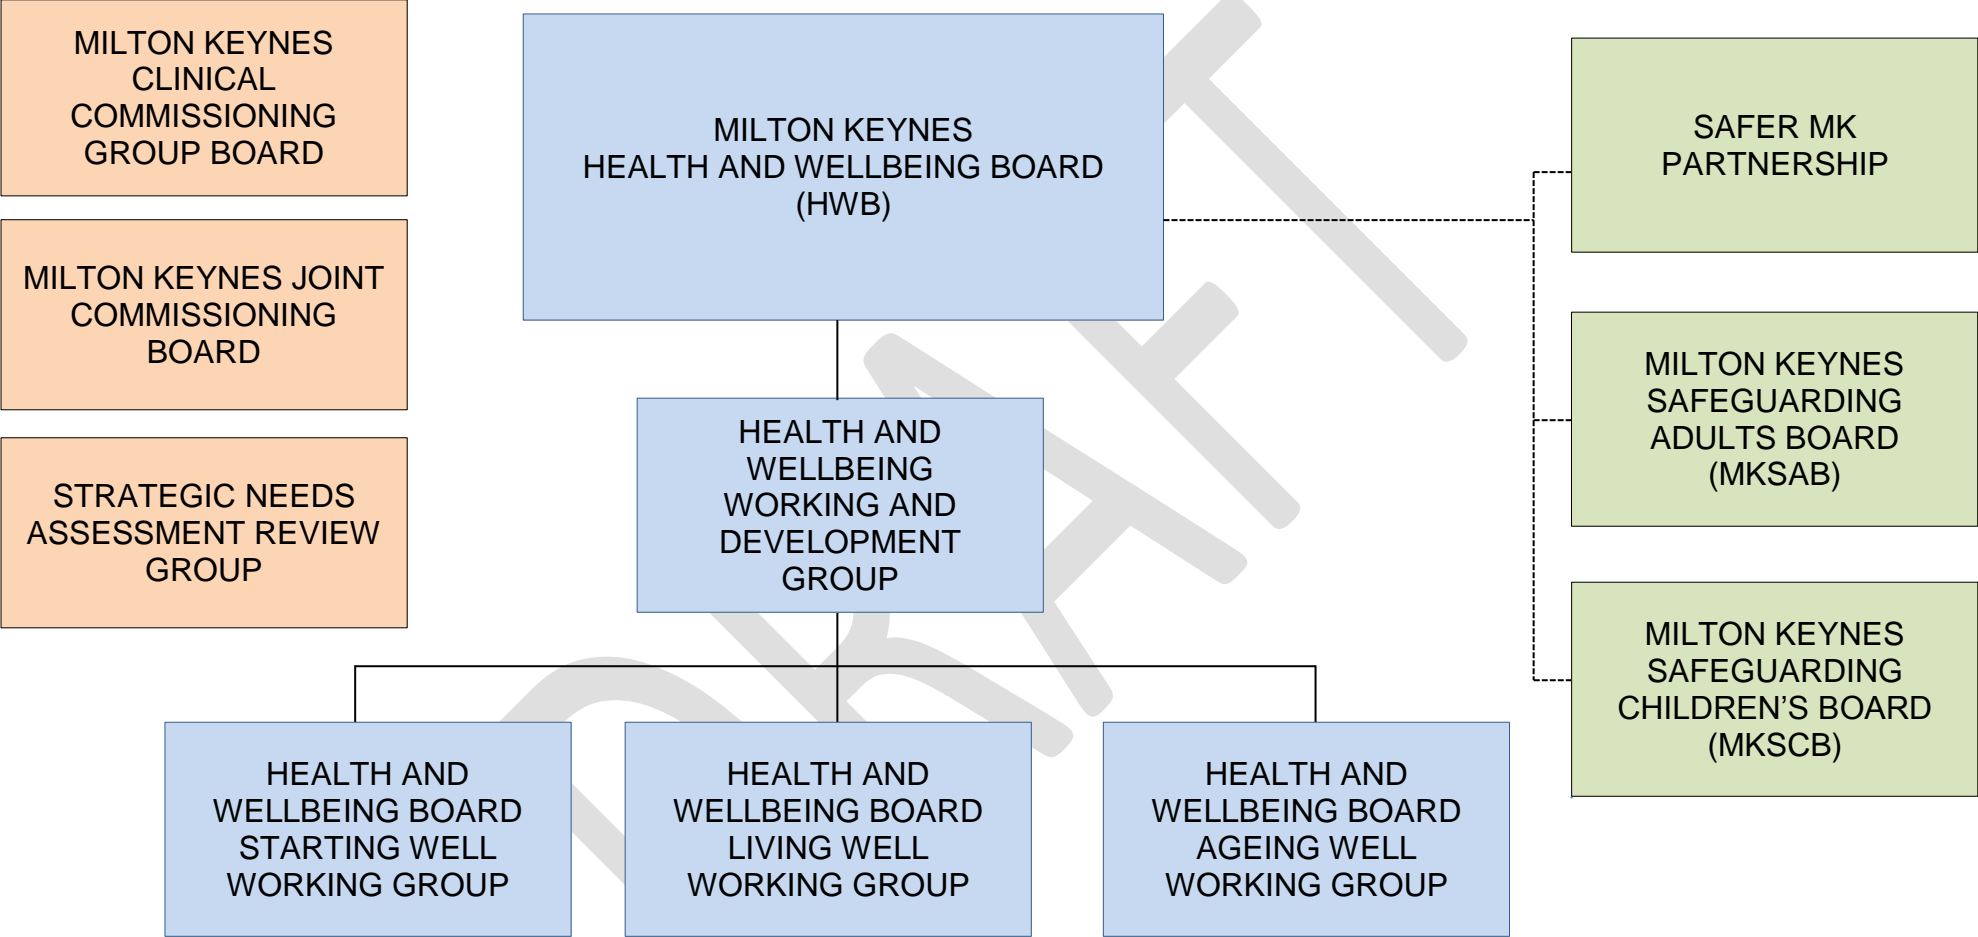 MILTON KEYNES
CLINICAL
COMMISSIONING
GROUP BOARD
MILTON KEYNES JOINT
COMMISSIONING
BOARD
STRATEGIC NEEDS
ASSESSMENT REVIEW
GROUP
MILTON KEYNES
HEALTH AND WELLBEING BOARD
(HWB)
HEALTH AND
WELLBEING
WORKING AND
DEVELOPMENT
GROUP
HEALTH AND
WELLBEING BOARD
STARTING WELL
WORKING GROUP
HEALTH AND
WELLBEING BOARD
LIVING WELL
WORKING GROUP
HEALTH AND
WELLBEING BOARD
AGEING WELL
WORKING GROUP
SAFER MK
PARTNERSHIP
MILTON KEYNES
SAFEGUARDING
ADULTS BOARD
(MKSAB)
MILTON KEYNES
SAFEGUARDING
CHILDREN’S BOARD
(MKSCB)
DRAFT